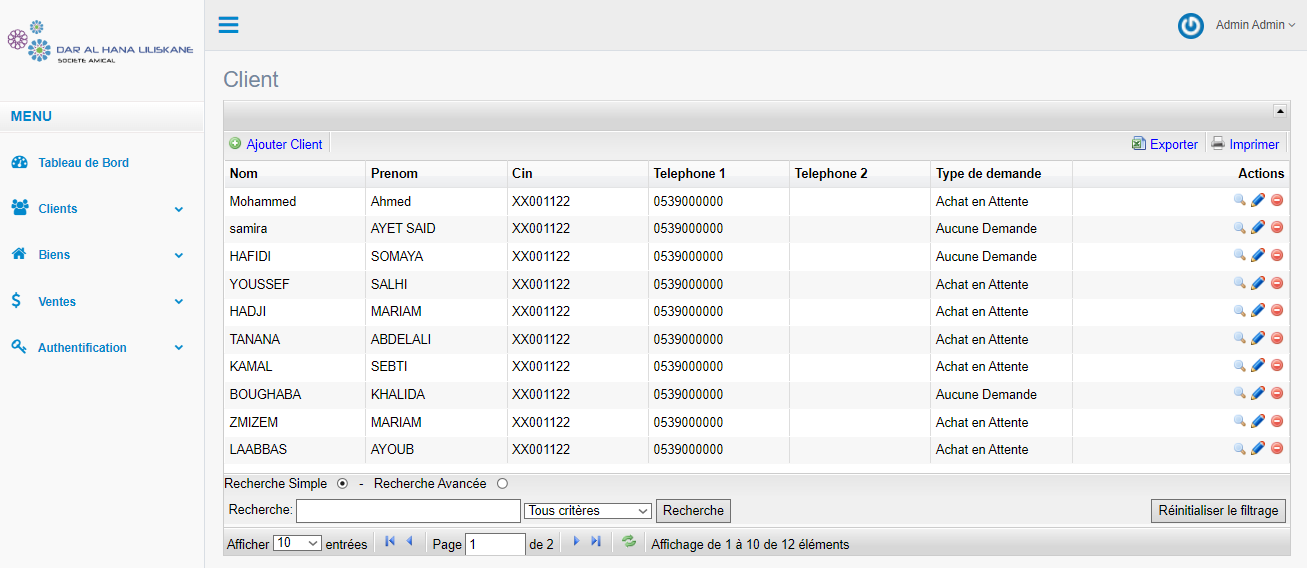 DAR AL HANA LILISKANE
SOCIETE AMICAL
Admin Admin
MENU
Tableau de Bord
Clients
Biens
Ventes
Authentification
Client
Ajouter Client Exporter Imprimer
Nom Prenom Cin Telephone 1 Telephone 2 Type de demande Actions
Mohammed Ahmed XX001122 0539000000 Achat en Attente
samira AYET SAID XX001122 0539000000 Aucune Demande
HAFIDI SOMAYA XX001122 0539000000 Aucune Demande
YOUSSEF SALHI XX001122 0539000000 Achat en Attente
HADJI MARIAM XX001122 0539000000 Achat en Attente
TANANA ABDELALI XX001122 0539000000 Achat en Attente
KAMAL SEBTI XX001122 0539000000 Achat en Attente
BOUGHABA KHALIDA XX001122 0539000000 Aucune Demande
ZMIZEM MARIAM XX001122 0539000000 Achat en Attente
LAABBAS AYOUB XX001122 0539000000 Achat en Attente
Recherche Simple - Recherche Avancée
Recherche: Tous critères Recherche Réinitialiser le filtrage
Afficher 10 entrées Page 1 de 2 Affichage de 1 à 10 de 12 éléments